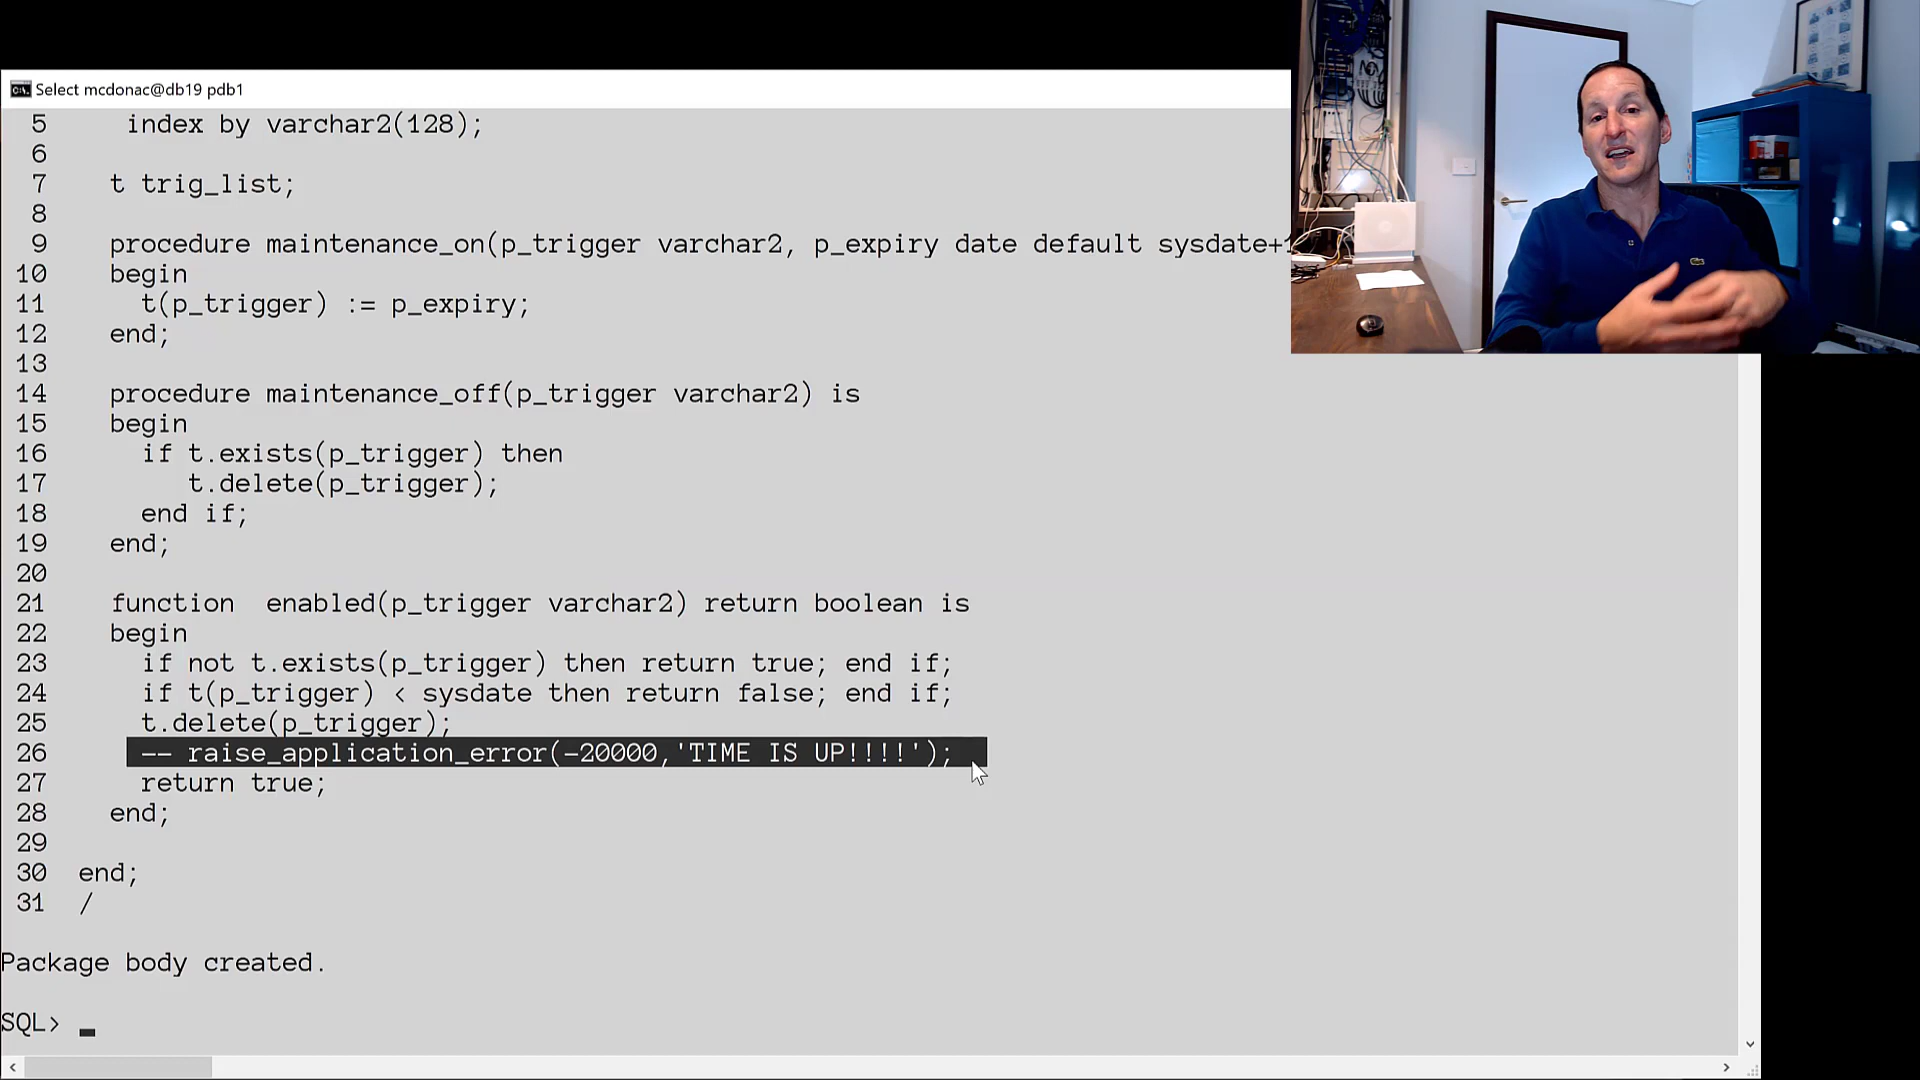 Select mcdonac@db19 pdb1
5 index by varchar2(128);
6
7 t trig_list;
8
9 procedure maintenance_on(p_trigger varchar2, p_expiry date default sysdate+1
10 begin
11 t(p_trigger) := p_expiry;
12 end;
13
14 procedure maintenance_off(p_trigger varchar2) is
15 begin
16 if t.exists(p_trigger) then
17 t.delete(p_trigger);
18 end if;
19 end;
20
21 function  enabled(p_trigger varchar2) return boolean is
22 begin
23 if not t.exists(p_trigger) then return true; end if;
24 if t(p_trigger) < sysdate then return false; end if;
25 t.delete(p_trigger);
26 -- raise_application_error(-20000,'TIME IS UP!!!!');
27 return true;
28 end;
29
30 end;
31 /
Package body created.
SQL>